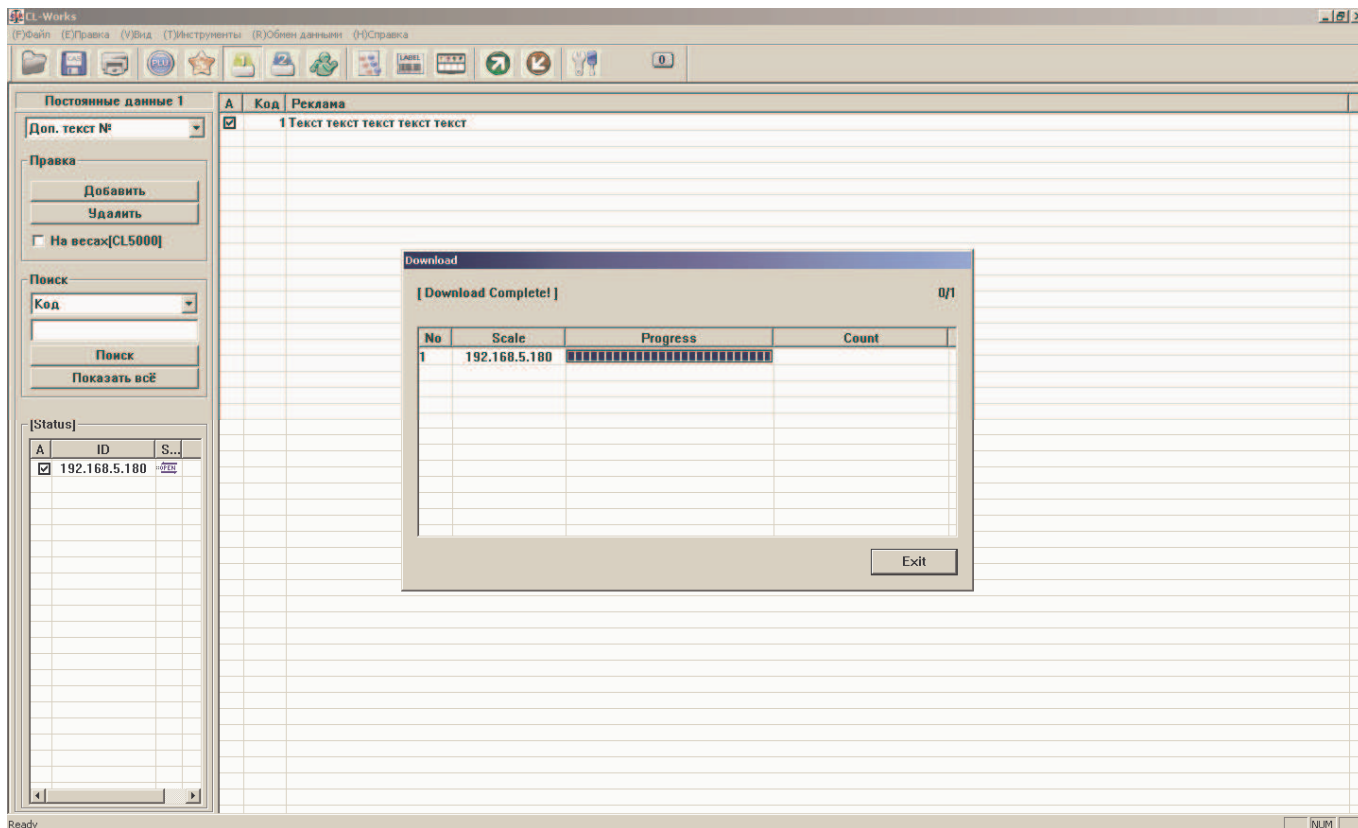 CL-Works
(F)Файл (E)Правка (V)Вид (T)Инструменты (R)Обмен данными (H)Справка
CAS PLU 1 2 LABEL 0
Постоянные данные 1
A Код Реклама
Доп. текст №
1 Текст текст текст текст текст
Правка
Добавить
Удалить
На весах[CL5000]
Download
[ Download Complete! ] 0/1
Поиск
Код
No Scale Progress Count
1 192.168.5.180
Поиск
Показать всё
[Status]
A ID S...
192.168.5.180 OPEN
Exit
Ready NUM